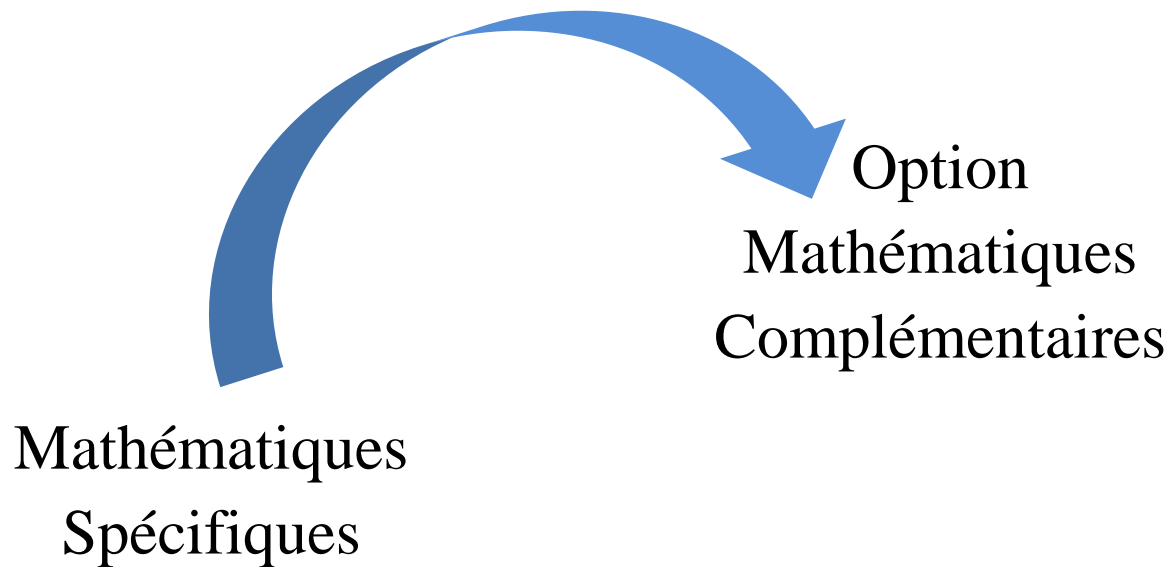 Option
Mathématiques
Complémentaires
Mathématiques
Spécifiques